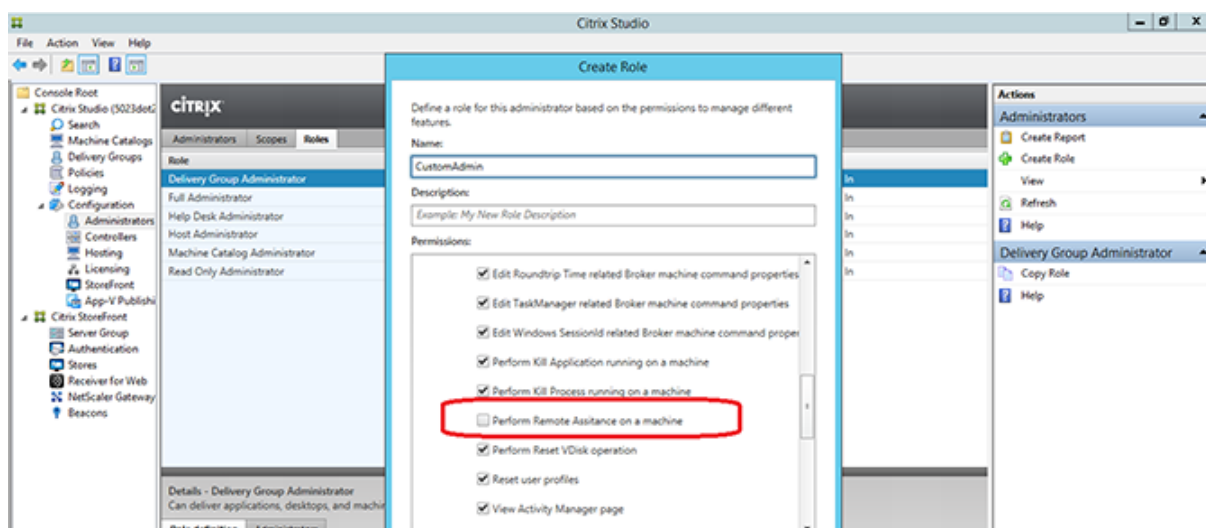 Citrix Studio
File Action View Help
Console Root
Citrix Studio (5023dot2
Search
Machine Catalogs
Delivery Groups
Policies
Logging
Configuration
Administrators
Controllers
Hosting
Licensing
StoreFront
App-V Publishi
Citrix StoreFront
Server Group
Authentication
Stores
Receiver for Web
NetScaler Gateway
Beacons
CITRIX
Administrators Scopes Roles
Role
Delivery Group Administrator
Full Administrator
Help Desk Administrator
Host Administrator
Machine Catalog Administrator
Read Only Administrator
Details - Delivery Group Administrator
Can deliver applications, desktops, and machin
Role definition Administrators
Create Role
Define a role for this administrator based on the permissions to manage different
features.
Name:
CustomAdmin
Description:
Example: My New Role Description
Permissions:
Edit Roundtrip Time related Broker machine command properties
Edit TaskManager related Broker machine command properties
Edit Windows SessionId related Broker machine command proper
Perform Kill Application running on a machine
Perform Kill Process running on a machine
Perform Remote Assitance on a machine
Perform Reset VDisk operation
Reset user profiles
View Activity Manager page
In
In
In
In
In
In
Actions
Administrators
Create Report
Create Role
View
Refresh
Help
Delivery Group Administrator
Copy Role
Help